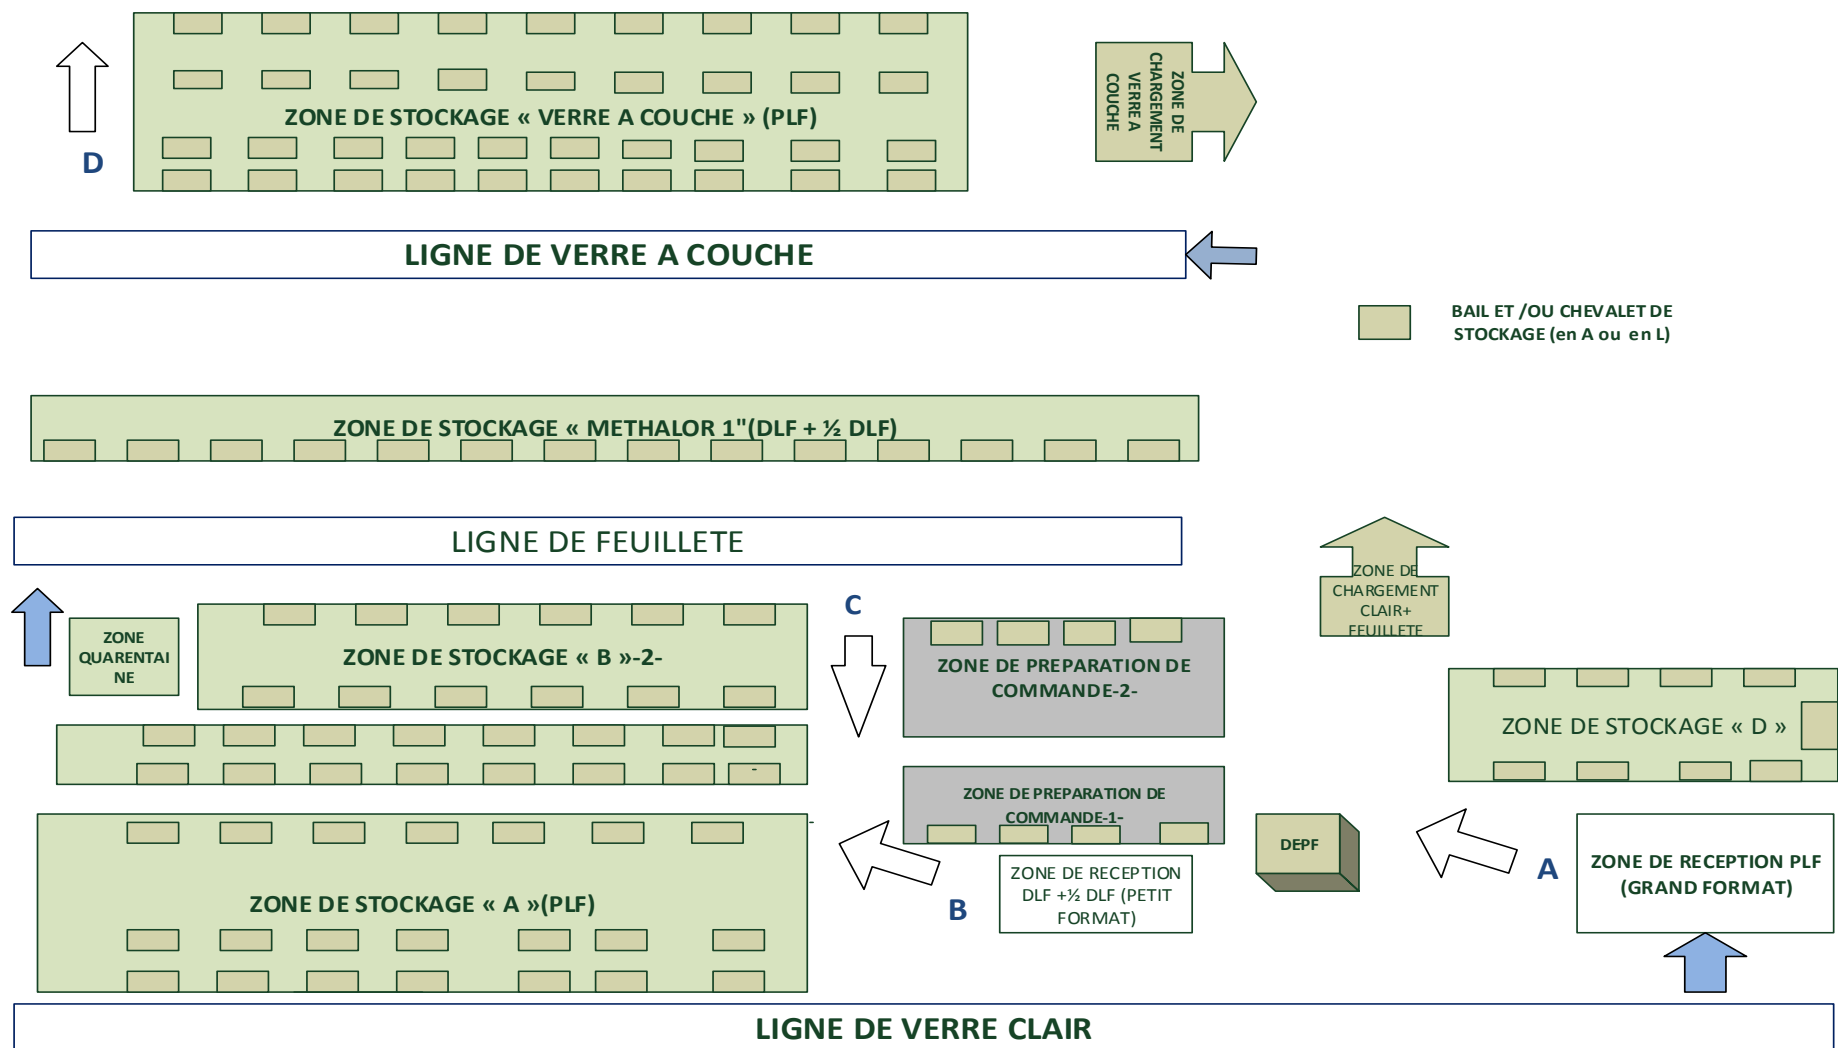 ZONE DE STOCKAGE « VERRE A COUCHE » (PLF)
D
ZONE DE
CHARGEMENT
VERRE A
COUCHE
LIGNE DE VERRE A COUCHE
BAIL ET /OU CHEVALET DE
STOCKAGE (en A ou en L)
ZONE DE STOCKAGE « METHALOR 1"(DLF + ½ DLF)
LIGNE DE FEUILLETE
ZONE DE
CHARGEMENT
CLAIR+
FEUILLETE
ZONE
QUARENTAI
NE
ZONE DE STOCKAGE « B »-2-
C
ZONE DE PREPARATION DE
COMMANDE-2-
ZONE DE STOCKAGE « D »
-
ZONE DE PREPARATION DE
COMMANDE-1-
-
DEPF
ZONE DE RECEPTION PLF
(GRAND FORMAT)
A
ZONE DE RECEPTION
DLF +½ DLF (PETIT
FORMAT)
B
ZONE DE STOCKAGE « A »(PLF)
LIGNE DE VERRE CLAIR